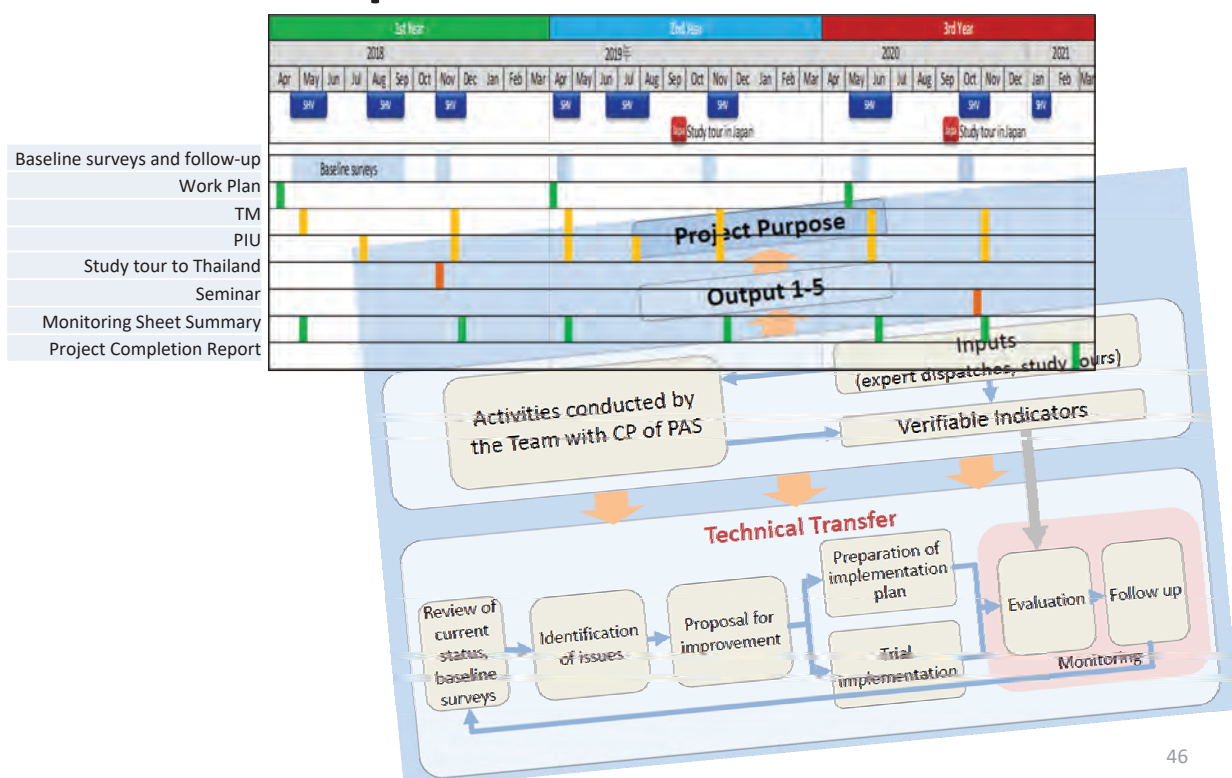 1st Year 2nd Year 3rd Year
2018 2019年 2020 2021
Apr May Jun Jul Aug Sep Oct Nov Dec Jan Feb Mar Apr May Jun Jul Aug Sep Oct Nov Dec Jan Feb Mar Apr May Jun Jul Aug Sep Oct Nov Dec Jan Feb Mar
SHV SHV SHV SHV SHV SHV SHV SHV SHV
Study tour in Japan Study tour in Japan
Baseline surveys and follow-up
Baseline surveys
Work Plan
TM
PIU
Study tour to Thailand
Seminar
Monitoring Sheet Summary
Project Completion Report
Project Purpose
Output 1-5
Inputs
(expert dispatches, study tours)
Activities conducted by
the Team with CP of PAS
Verifiable Indicators
Technical Transfer
Review of
current
status,
baseline
surveys
Identification
of issues
Proposal for
improvement
Preparation of
implementation
plan
Trial
implementation
Evaluation
Follow up
Monitoring
46